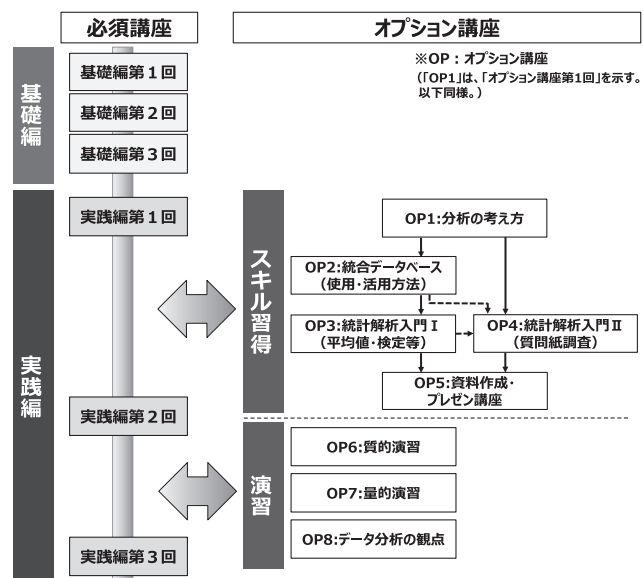 必須講座
オプション講座
※OP：オプション講座
（「OP1」は、「オプション講座第1回」を示す。
以下同様。）
基礎編
基礎編第１回
基礎編第２回
基礎編第３回
実践編
実践編第１回
実践編第２回
実践編第３回
スキル習得
OP1:分析の考え方
OP2:統合データベース
（使用・活用方法）
OP3:統計解析入門Ⅰ
（平均値・検定等）
OP4:統計解析入門Ⅱ
（質問紙調査）
OP5:資料作成・
プレゼン講座
演習
OP6:質的演習
OP7:量的演習
OP8:データ分析の観点